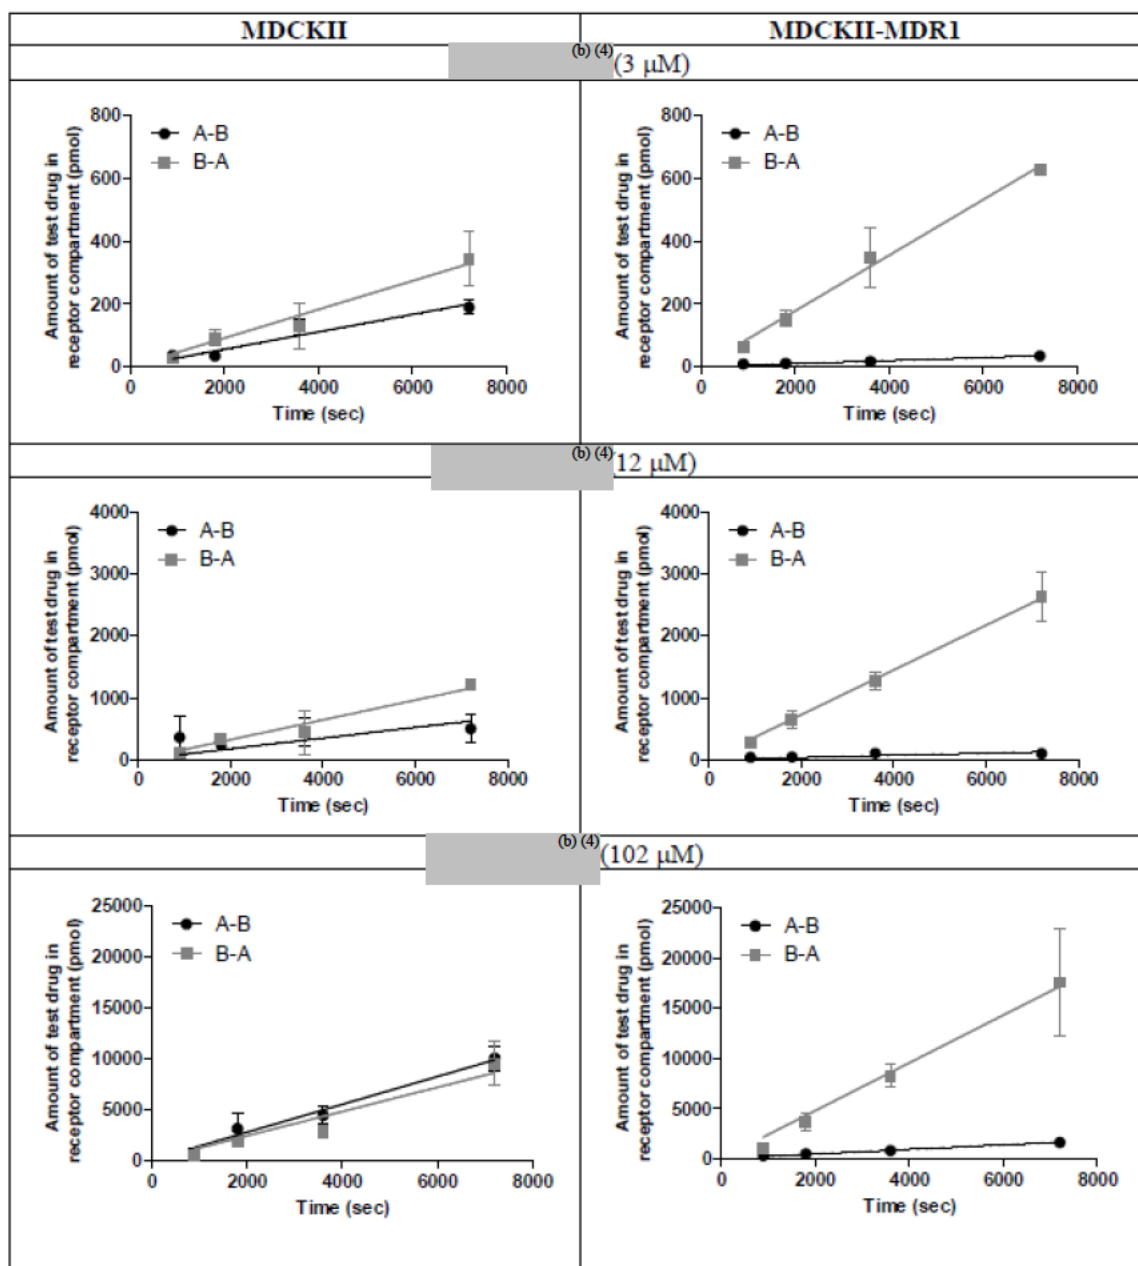 MDCKII MDCKII-MDR1
(b) (4) (3 μM)
Amount of test drug in
receptor compartment (pmol)
800
600
400
200
0
A-B
B-A
0 2000 4000 6000 8000
Time (sec)
Amount of test drug in
receptor compartment (pmol)
800
600
400
200
0
A-B
B-A
0 2000 4000 6000 8000
Time (sec)
(b) (4) (12 μM)
Amount of test drug in
receptor compartment (pmol)
4000
3000
2000
1000
0
A-B
B-A
0 2000 4000 6000 8000
Time (sec)
Amount of test drug in
receptor compartment (pmol)
4000
3000
2000
1000
0
A-B
B-A
0 2000 4000 6000 8000
Time (sec)
(b) (4) (102 μM)
Amount of test drug in
receptor compartment (pmol)
25000
20000
15000
10000
5000
0
A-B
B-A
0 2000 4000 6000 8000
Time (sec)
Amount of test drug in
receptor compartment (pmol)
25000
20000
15000
10000
5000
0
A-B
B-A
0 2000 4000 6000 8000
Time (sec)